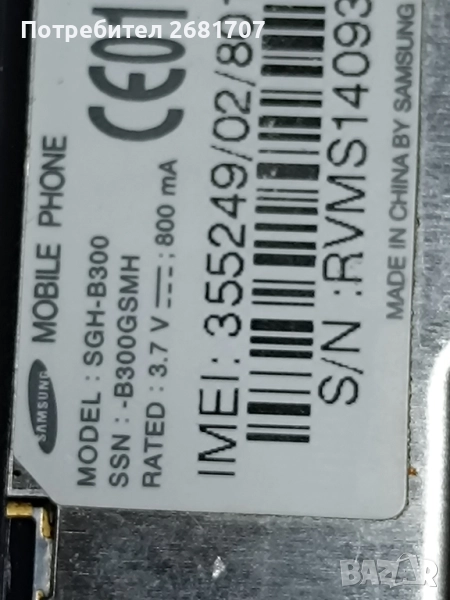 Потребител 2681707
SAMSUNG MOBILE PHONE
MODEL : SGH-B300
SSN : -B300GSMH
RATED : 3.7 V ⎓ : 800 mA
IMEI : 355249/02/8
S/N :RVMS14093
MADE IN CHINA BY SAMSUNG
BAZAR